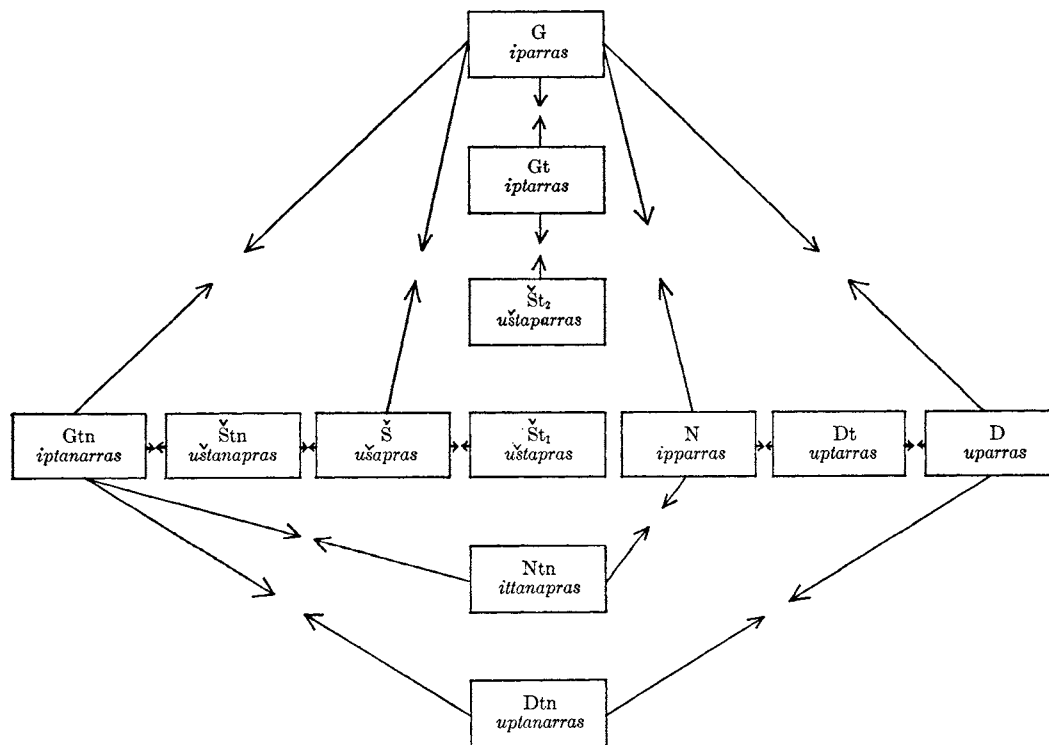 G
iparras
Gt
iptarras
Št₂
uštaparras
Gtn
iptanarras
Štn
uštanapras
Š
ušapras
Št₁
uštapras
N
ipparras
Dt
uptarras
D
uparras
Ntn
ittanapras
Dtn
uptanarras